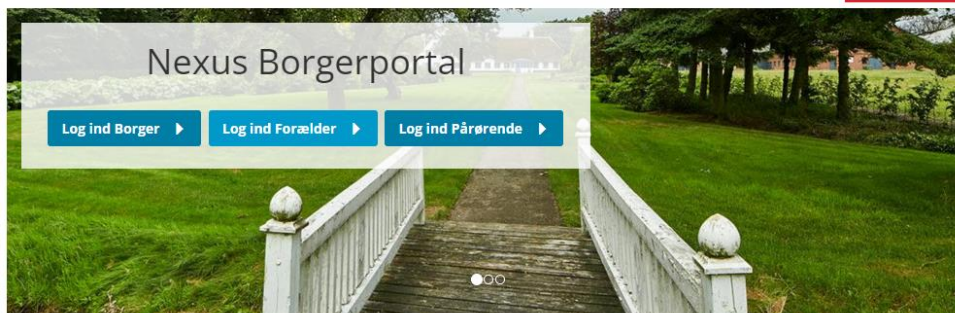 Nexus Borgerportal
Log ind Borger
Log ind Forælder
Log ind Pårørende